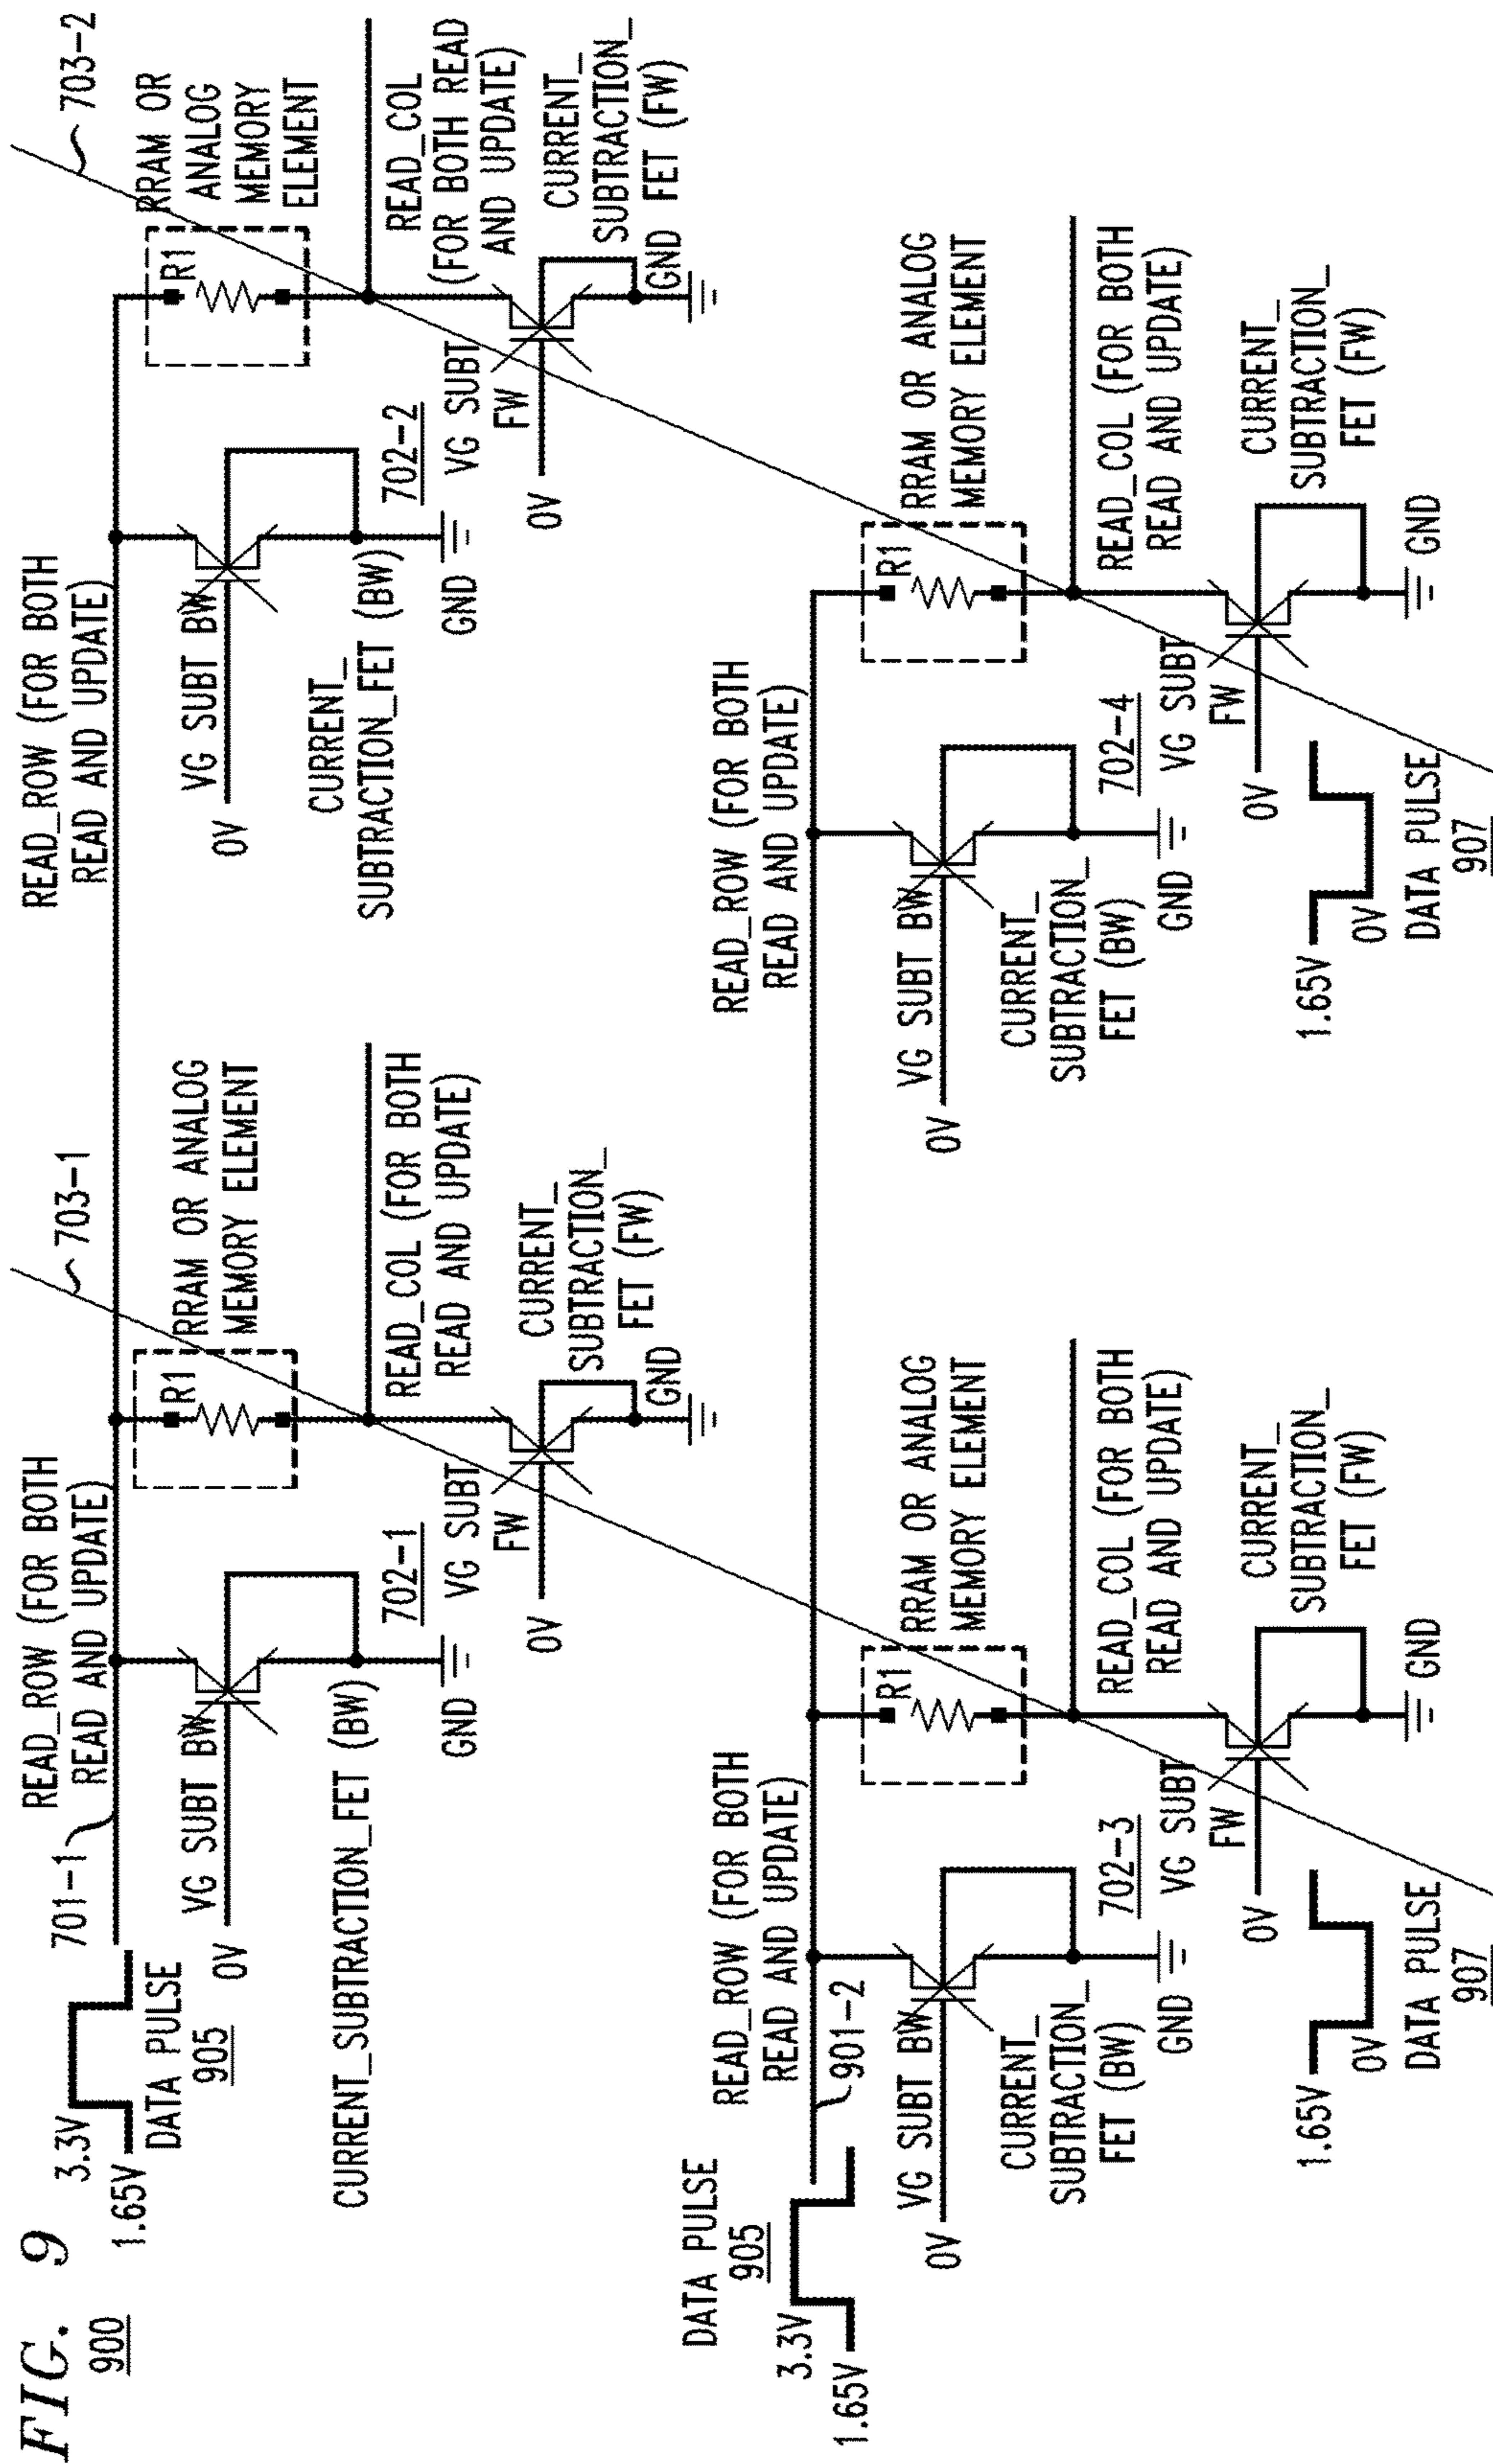 FIG. 9
900
3.3V
1.65V
DATA PULSE
905
701-1
READ_ROW (FOR BOTH
READ AND UPDATE)
VG SUBT BW
0V
CURRENT_SUBTRACTION_FET (BW)
GND
702-1
R1
RRAM OR ANALOG
MEMORY ELEMENT
703-1
READ_COL (FOR BOTH
READ AND UPDATE)
VG SUBT
FW
0V
CURRENT_
SUBTRACTION_
FET (FW)
GND
READ_ROW (FOR BOTH
READ AND UPDATE)
VG SUBT BW
0V
CURRENT_
SUBTRACTION_FET (BW)
GND
702-2
R1
RRAM OR
ANALOG
MEMORY
ELEMENT
703-2
READ_COL
(FOR BOTH READ
AND UPDATE)
VG SUBT
FW
0V
CURRENT_
SUBTRACTION_
FET (FW)
GND
DATA PULSE
905
3.3V
1.65V
READ_ROW (FOR BOTH
READ AND UPDATE)
901-2
VG SUBT BW
0V
CURRENT_
SUBTRACTION_
FET (BW)
GND
702-3
R1
RRAM OR ANALOG
MEMORY ELEMENT
READ_COL (FOR BOTH
READ AND UPDATE)
VG SUBT
FW
0V
CURRENT_
SUBTRACTION_
FET (FW)
GND
1.65V
0V
DATA PULSE
907
READ_ROW (FOR BOTH
READ AND UPDATE)
VG SUBT BW
0V
CURRENT_
SUBTRACTION_
FET (BW)
GND
702-4
R1
RRAM OR ANALOG
MEMORY ELEMENT
READ_COL (FOR BOTH
READ AND UPDATE)
VG SUBT
FW
0V
CURRENT_
SUBTRACTION_
FET (FW)
GND
1.65V
0V
DATA PULSE
907